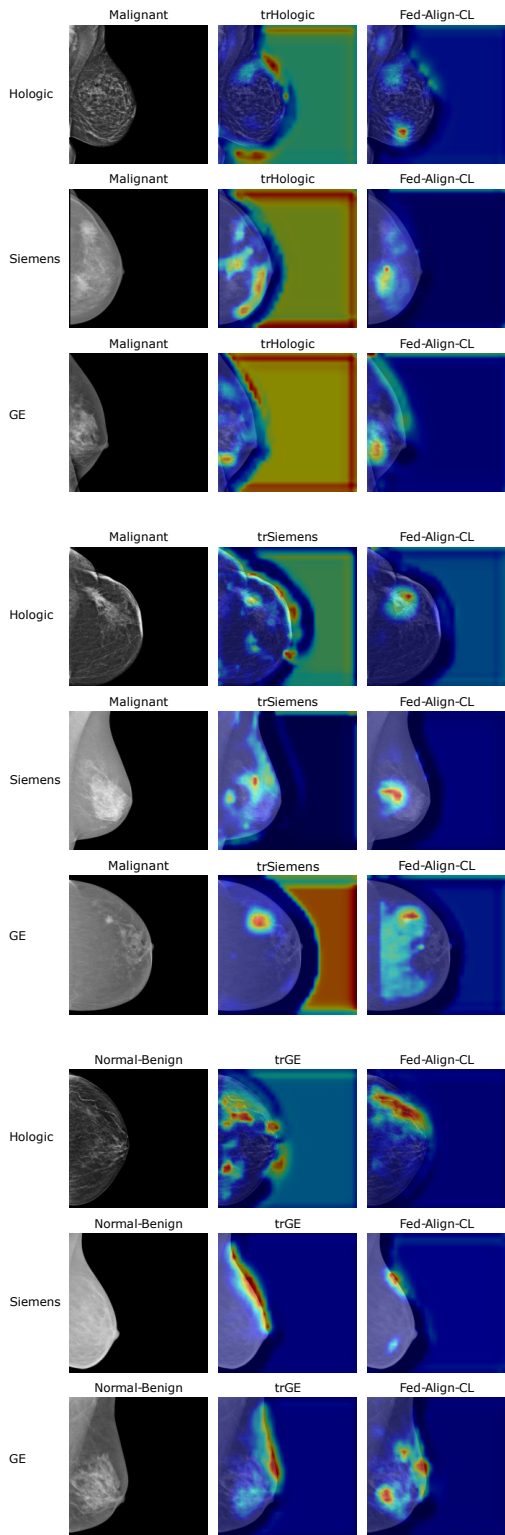 Malignant trHologic Fed-Align-CL
Hologic
Malignant trHologic Fed-Align-CL
Siemens
Malignant trHologic Fed-Align-CL
GE
Malignant trSiemens Fed-Align-CL
Hologic
Malignant trSiemens Fed-Align-CL
Siemens
Malignant trSiemens Fed-Align-CL
GE
Normal-Benign trGE Fed-Align-CL
Hologic
Normal-Benign trGE Fed-Align-CL
Siemens
Normal-Benign trGE Fed-Align-CL
GE